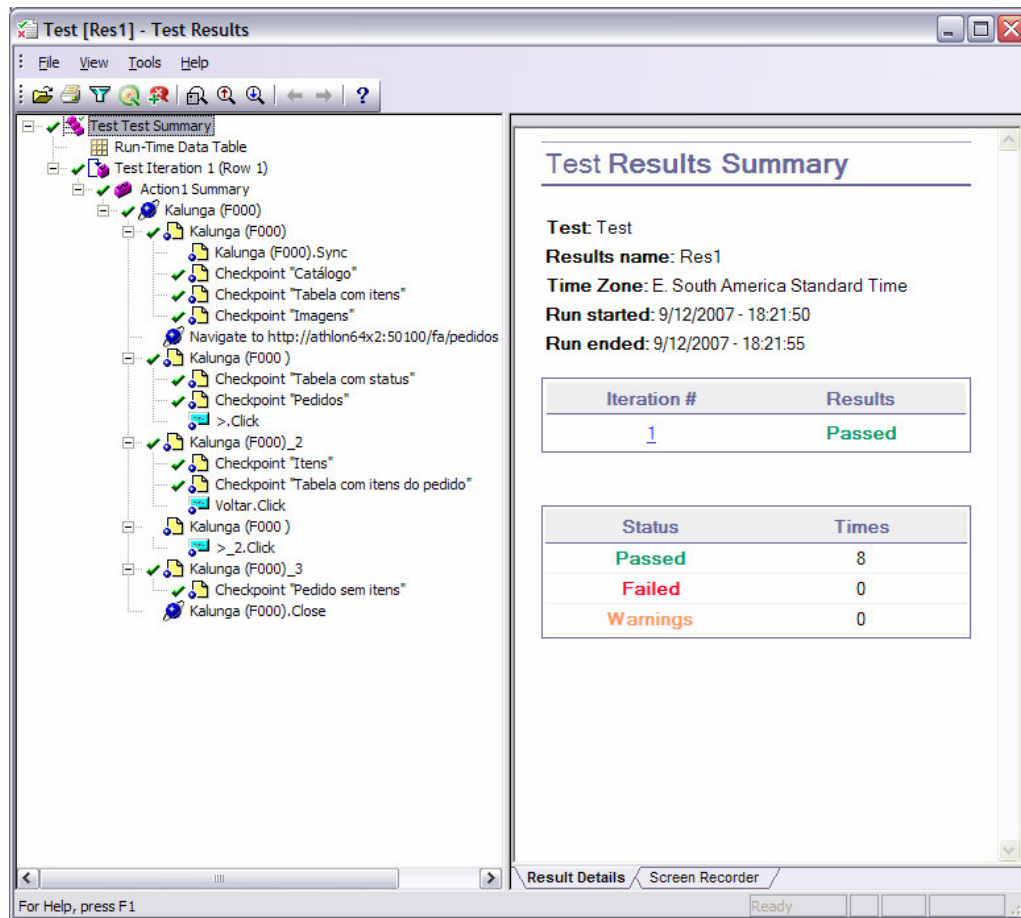 Test [Res1] - Test Results
File View Tools Help
Test Test Summary
Run-Time Data Table
Test Iteration 1 (Row 1)
Action1 Summary
Kalunga (F000)
Kalunga (F000)
Kalunga (F000).Sync
Checkpoint "Catálogo"
Checkpoint "Tabela com itens"
Checkpoint "Imagens"
Navigate to http://athlon64x2:50100/fa/pedidos
Kalunga (F000 )
Checkpoint "Tabela com status"
Checkpoint "Pedidos"
>.Click
Kalunga (F000)_2
Checkpoint "Itens"
Checkpoint "Tabela com itens do pedido"
Voltar.Click
Kalunga (F000 )
>_2.Click
Kalunga (F000)_3
Checkpoint "Pedido sem itens"
Kalunga (F000).Close
Test Results Summary
Test: Test
Results name: Res1
Time Zone: E. South America Standard Time
Run started: 9/12/2007 - 18:21:50
Run ended: 9/12/2007 - 18:21:55
Iteration # Results
1 Passed
Status Times
Passed 8
Failed 0
Warnings 0
Result Details Screen Recorder
For Help, press F1 Ready